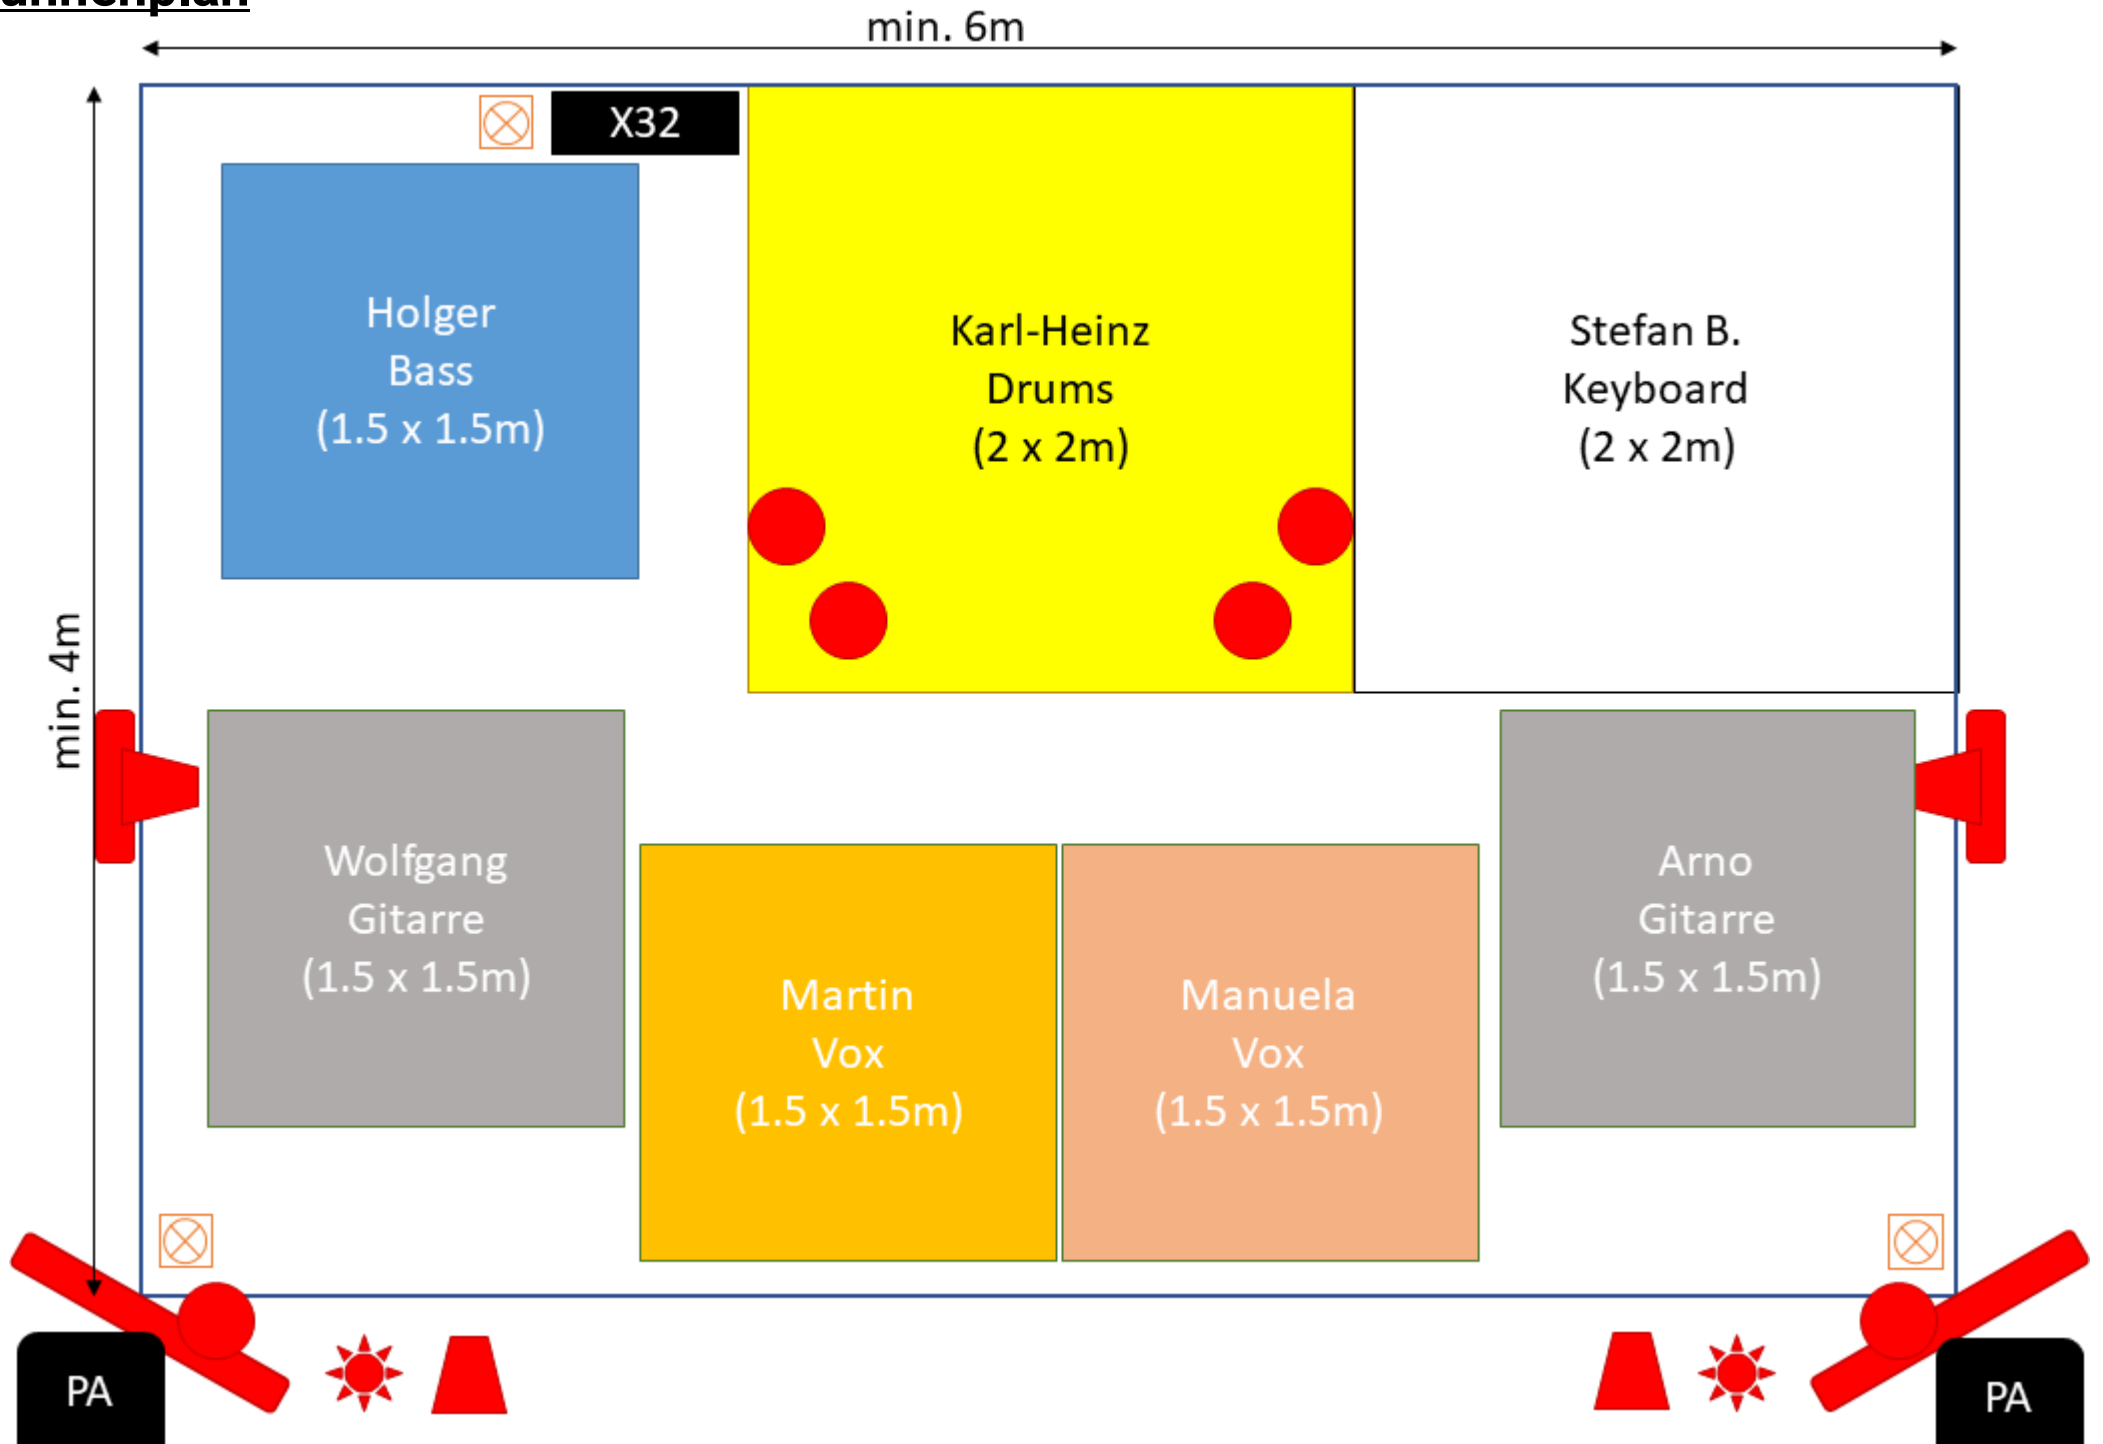 min. 6m
X32
Holger
Bass
(1.5 x 1.5m)
Karl-Heinz
Drums
(2 x 2m)
Stefan B.
Keyboard
(2 x 2m)
min. 4m
Wolfgang
Gitarre
(1.5 x 1.5m)
Martin
Vox
(1.5 x 1.5m)
Manuela
Vox
(1.5 x 1.5m)
Arno
Gitarre
(1.5 x 1.5m)
PA
PA